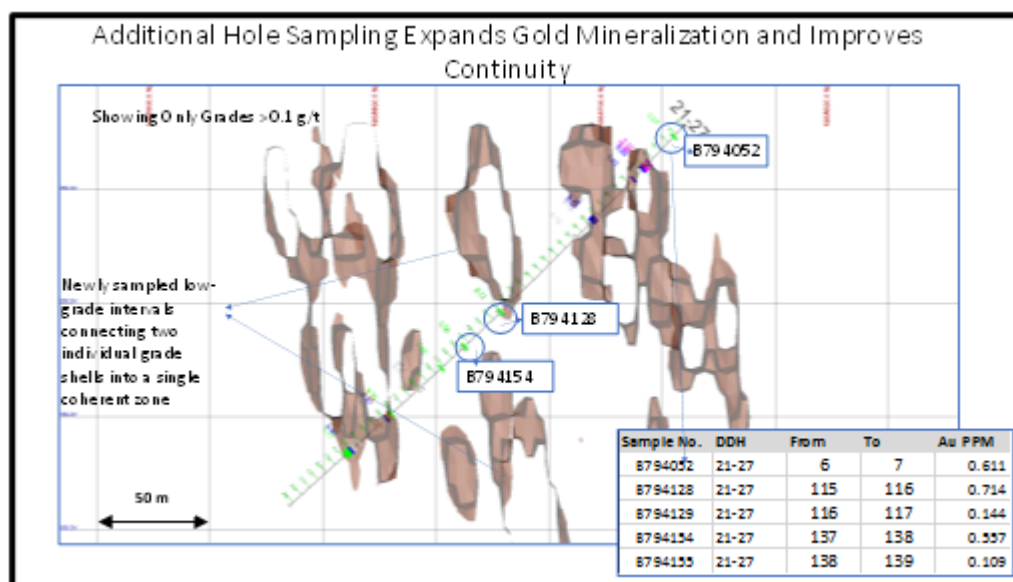 Additional Hole Sampling Expands Gold Mineralization and Improves
Continuity
Showing Only Grades >0.1 g/t
21-27
B794052
Newly sampled low-
grade intervals
connecting two
individual grade
shells into a single
coherent zone
B794128
B794154
50 m
Sample No. DDH From To Au PPM
B794052 21-27 6 7 0.611
B794128 21-27 115 116 0.714
B794129 21-27 116 117 0.144
B794154 21-27 137 138 0.557
B794155 21-27 138 139 0.109